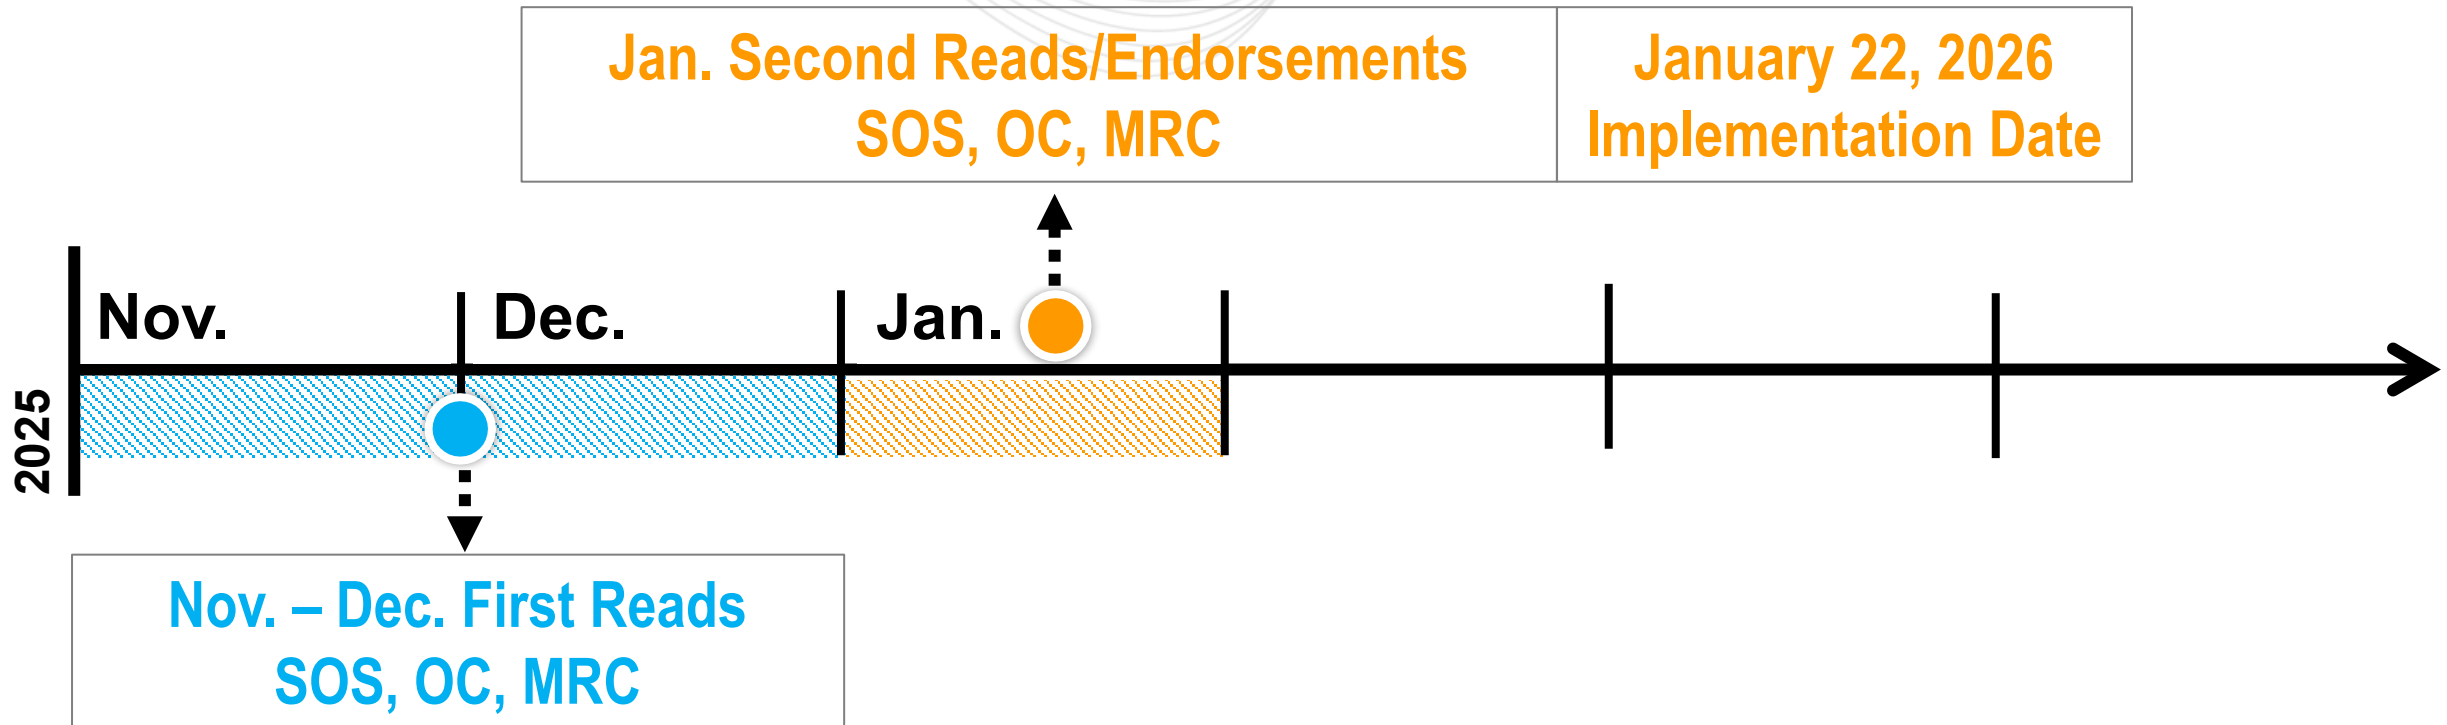 Jan. Second Reads/Endorsements
SOS, OC, MRC
January 22, 2026
Implementation Date
Nov.
Dec.
Jan.
2025
Nov. – Dec. First Reads
SOS, OC, MRC